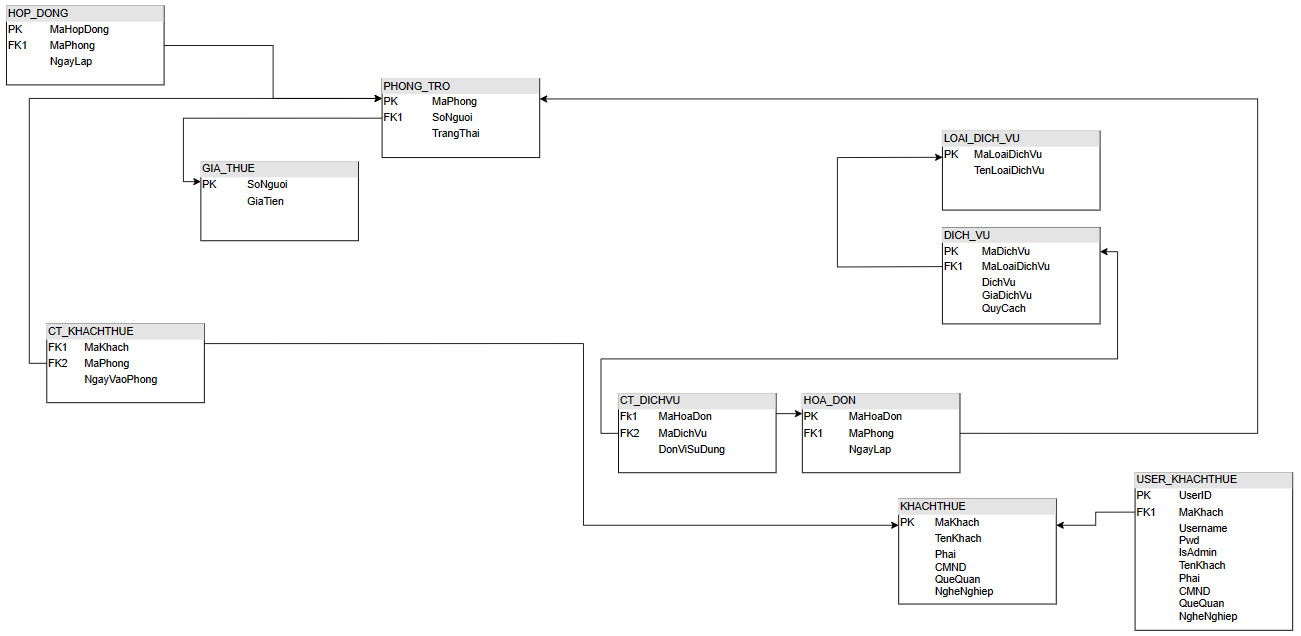 HOP_DONG
PK MaHopDong
FK1 MaPhong
NgayLap
PHONG_TRO
PK MaPhong
FK1 SoNguoi
TrangThai
GIA_THUE
PK SoNguoi
GiaTien
LOAI_DICH_VU
PK MaLoaiDichVu
TenLoaiDichVu
DICH_VU
PK MaDichVu
FK1 MaLoaiDichVu
DichVu
GiaDichVu
QuyCach
CT_KHACHTHUE
FK1 MaKhach
FK2 MaPhong
NgayVaoPhong
CT_DICHVU
Fk1 MaHoaDon
FK2 MaDichVu
DonViSuDung
HOA_DON
PK MaHoaDon
FK1 MaPhong
NgayLap
KHACHTHUE
PK MaKhach
TenKhach
Phai
CMND
QueQuan
NgheNghiep
USER_KHACHTHUE
PK UserID
FK1 MaKhach
Username
Pwd
IsAdmin
TenKhach
Phai
CMND
QueQuan
NgheNghiep